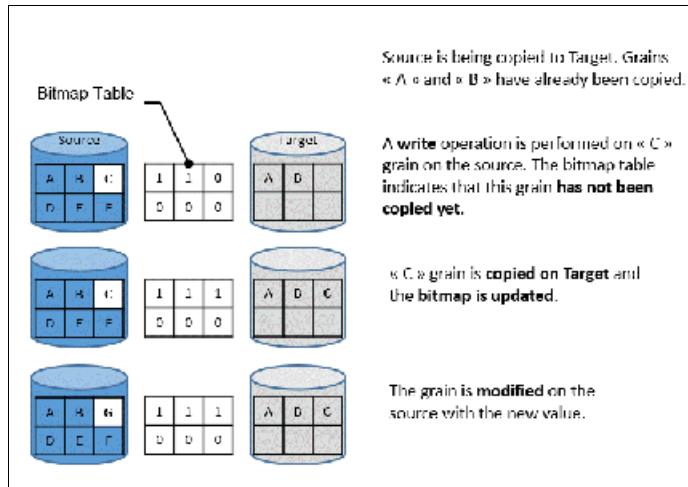 Source is being copied to Target. Grains
« A » and « B » have already been copied.
Bitmap Table
Source
Target
A B C
D E F
1 1 0
0 0 0
A B
A write operation is performed on « C »
grain on the source. The bitmap table
indicates that this grain has not been
copied yet.
A B C
D E F
1 1 1
0 0 0
A B C
« C » grain is copied on Target and
the bitmap is updated.
A B G
D E F
1 1 1
0 0 0
A B C
The grain is modified on the
source with the new value.